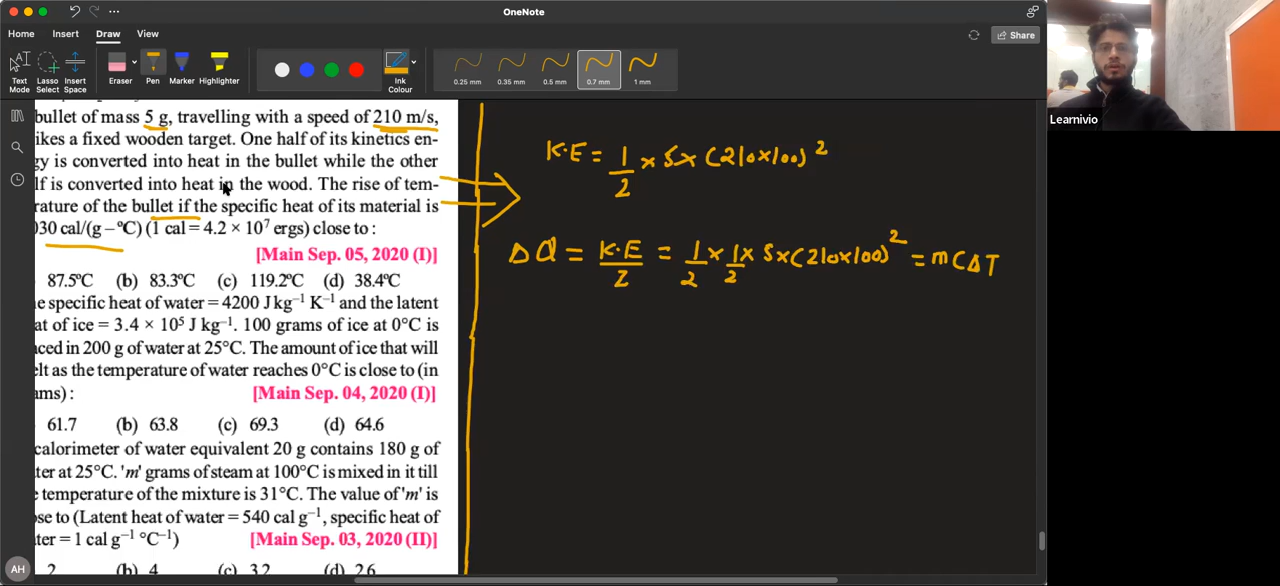 OneNote
Home Insert Draw View
Share
Text Mode
Lasso Select
Insert Space
Eraser
Pen
Marker
Highlighter
Ink Colour
0.25 mm
0.35 mm
0.5 mm
0.7 mm
1 mm
Learnivio
bullet of mass 5 g, travelling with a speed of 210 m/s,
ikes a fixed wooden target. One half of its kinetics en-
gy is converted into heat in the bullet while the other
lf is converted into heat in the wood. The rise of tem-
rature of the bullet if the specific heat of its material is
030 cal/(g – ºC) (1 cal = 4.2 × 10⁷ ergs) close to :
[Main Sep. 05, 2020 (I)]
87.5ºC (b) 83.3ºC (c) 119.2ºC (d) 38.4ºC
e specific heat of water = 4200 J kg⁻¹ K⁻¹ and the latent
at of ice = 3.4 × 10⁵ J kg⁻¹. 100 grams of ice at 0°C is
aced in 200 g of water at 25°C. The amount of ice that will
elt as the temperature of water reaches 0°C is close to (in
ams) :
[Main Sep. 04, 2020 (I)]
61.7 (b) 63.8 (c) 69.3 (d) 64.6
calorimeter of water equivalent 20 g contains 180 g of
ter at 25°C. 'm' grams of steam at 100°C is mixed in it till
e temperature of the mixture is 31°C. The value of 'm' is
ose to (Latent heat of water = 540 cal g⁻¹, specific heat of
ter = 1 cal g⁻¹ °C⁻¹)
[Main Sep. 03, 2020 (II)]
2 (b) 4 (c) 3.2 (d) 2.6
K·E = 1/2 × 5 × (210×100)²
ΔQ = K·E/2 = 1/2 × 1/2 × 5 × (210×100)² = mCΔT
AH